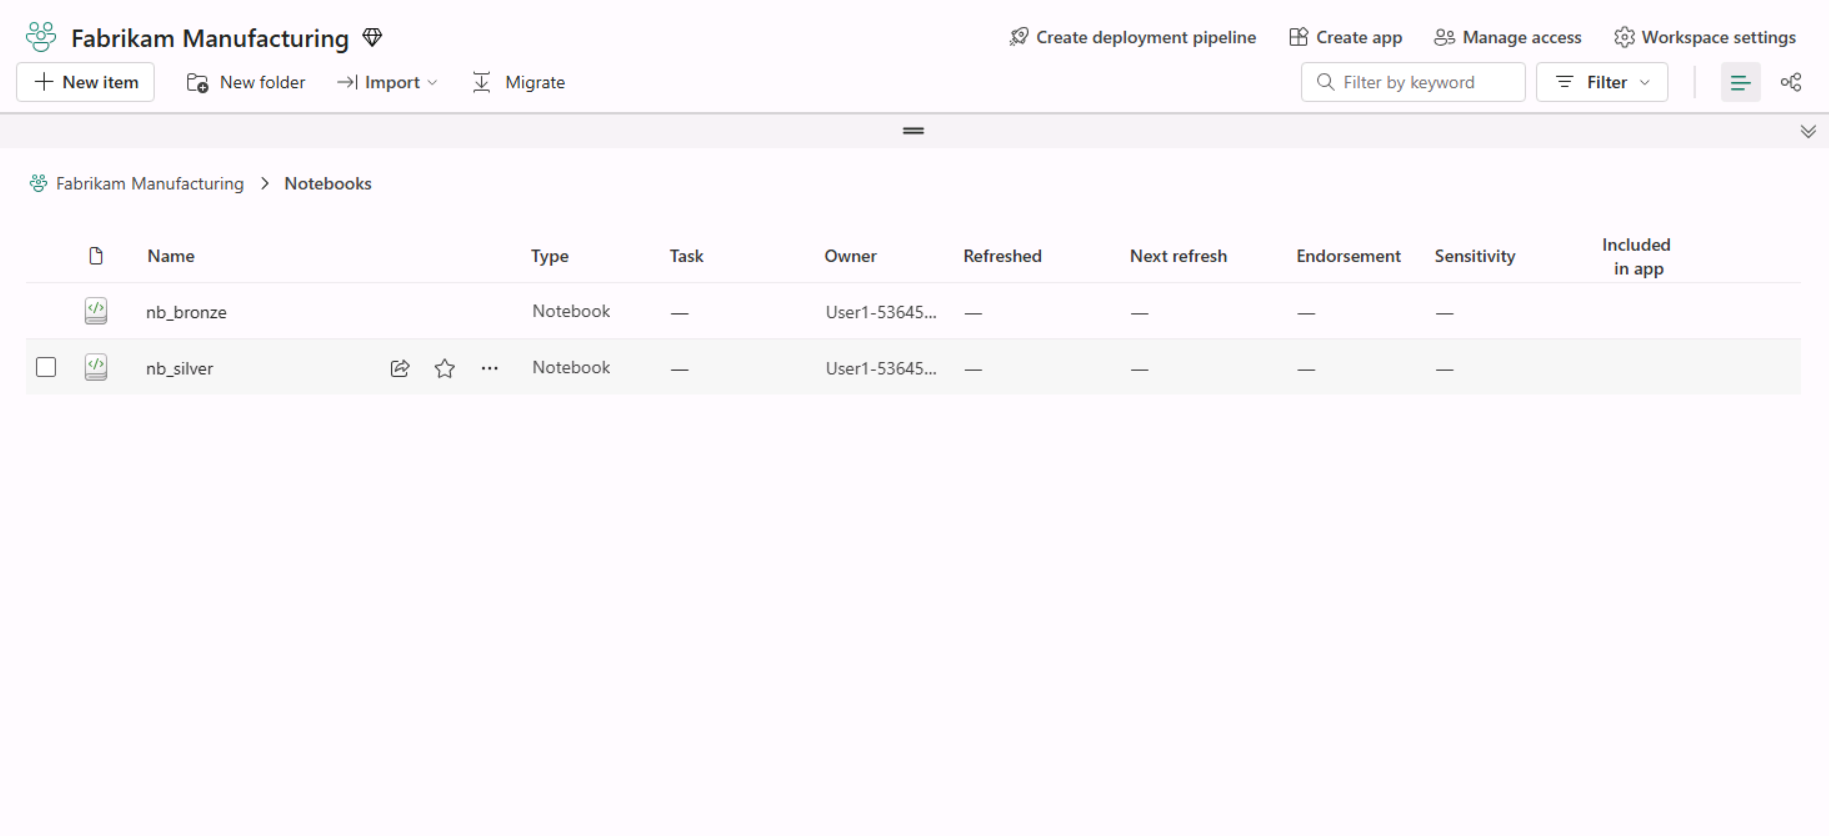 Fabrikam Manufacturing
Create deployment pipeline Create app Manage access Workspace settings
New item New folder Import Migrate Filter by keyword Filter
Fabrikam Manufacturing > Notebooks
Name Type Task Owner Refreshed Next refresh Endorsement Sensitivity Included in app
nb_bronze Notebook — User1-53645... — — — —
nb_silver ... Notebook — User1-53645... — — — —